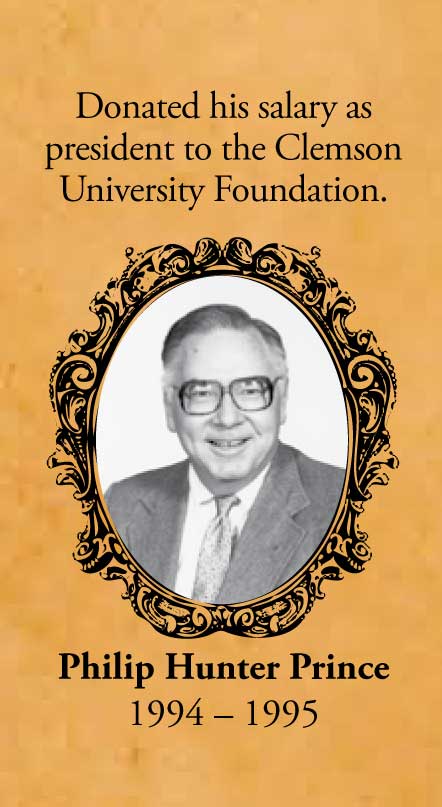 Donated his salary as
president to the Clemson
University Foundation.
Philip Hunter Prince
1994 – 1995